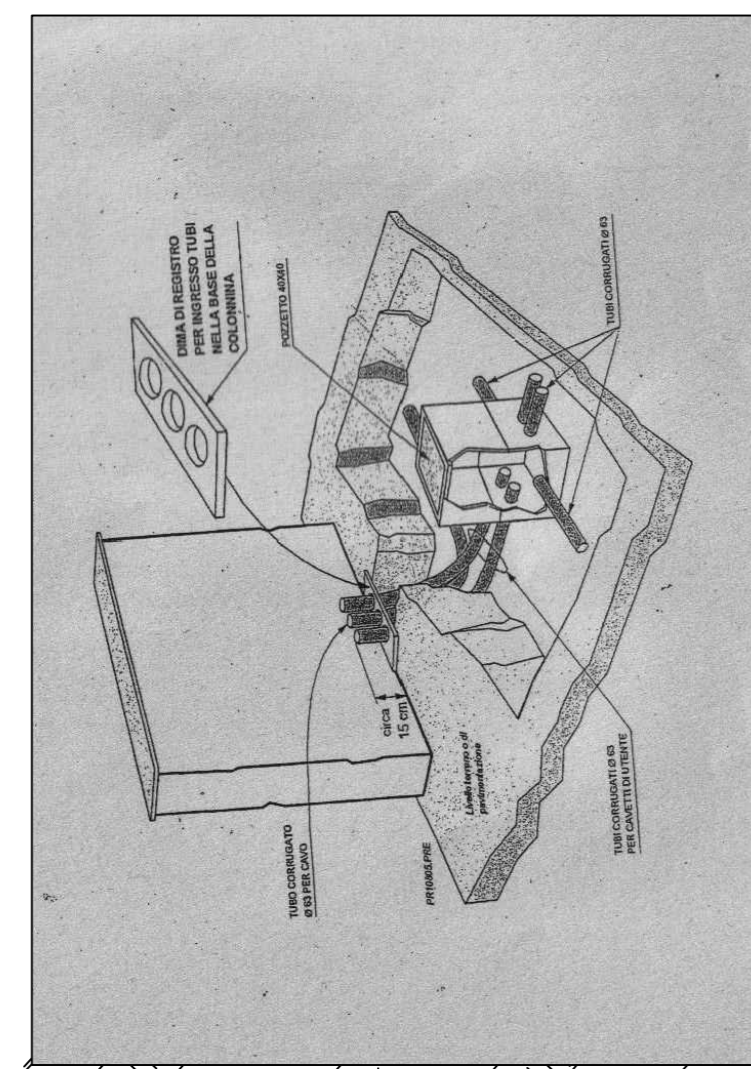 DIMA DI REGISTRO
PER INGRESSO TUBI
NELLA BASE DELLA
COLONNINA
POZZETTO 40X40
TUBI CORRUGATI Ø 63
circa
15 cm
TUBO CORRUGATO
Ø 63 PER CAVO
Livello terreno o di
pavimentazione
PR10805.PRE
TUBI CORRUGATI Ø 63
PER CAVETTI DI UTENTE